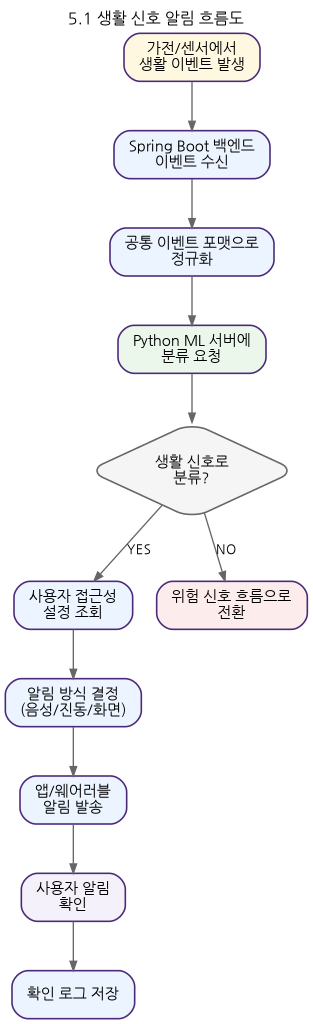 5.1 생활 신호 알림 흐름도
가전/센서에서
생활 이벤트 발생
Spring Boot 백엔드
이벤트 수신
공통 이벤트 포맷으로
정규화
Python ML 서버에
분류 요청
생활 신호로
분류?
YES
NO
사용자 접근성
설정 조회
위험 신호 흐름으로
전환
알림 방식 결정
(음성/진동/화면)
앱/웨어러블
알림 발송
사용자 알림
확인
확인 로그 저장